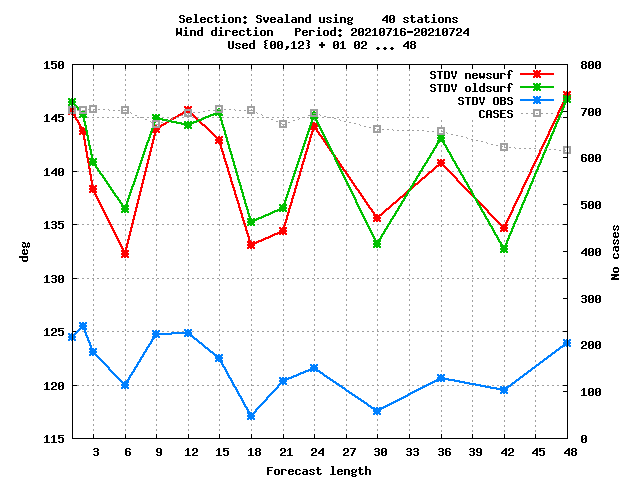 Selection: Svealand using    40 stations
Wind direction   Period: 20210716-20210724
Used {00,12} + 01 02 ... 48
150
145
140
135
130
125
120
115
800
700
600
500
400
300
200
100
0
STDV newsurf
STDV oldsurf
STDV OBS
CASES
deg
No cases
3 6 9 12 15 18 21 24 27 30 33 36 39 42 45 48
Forecast length